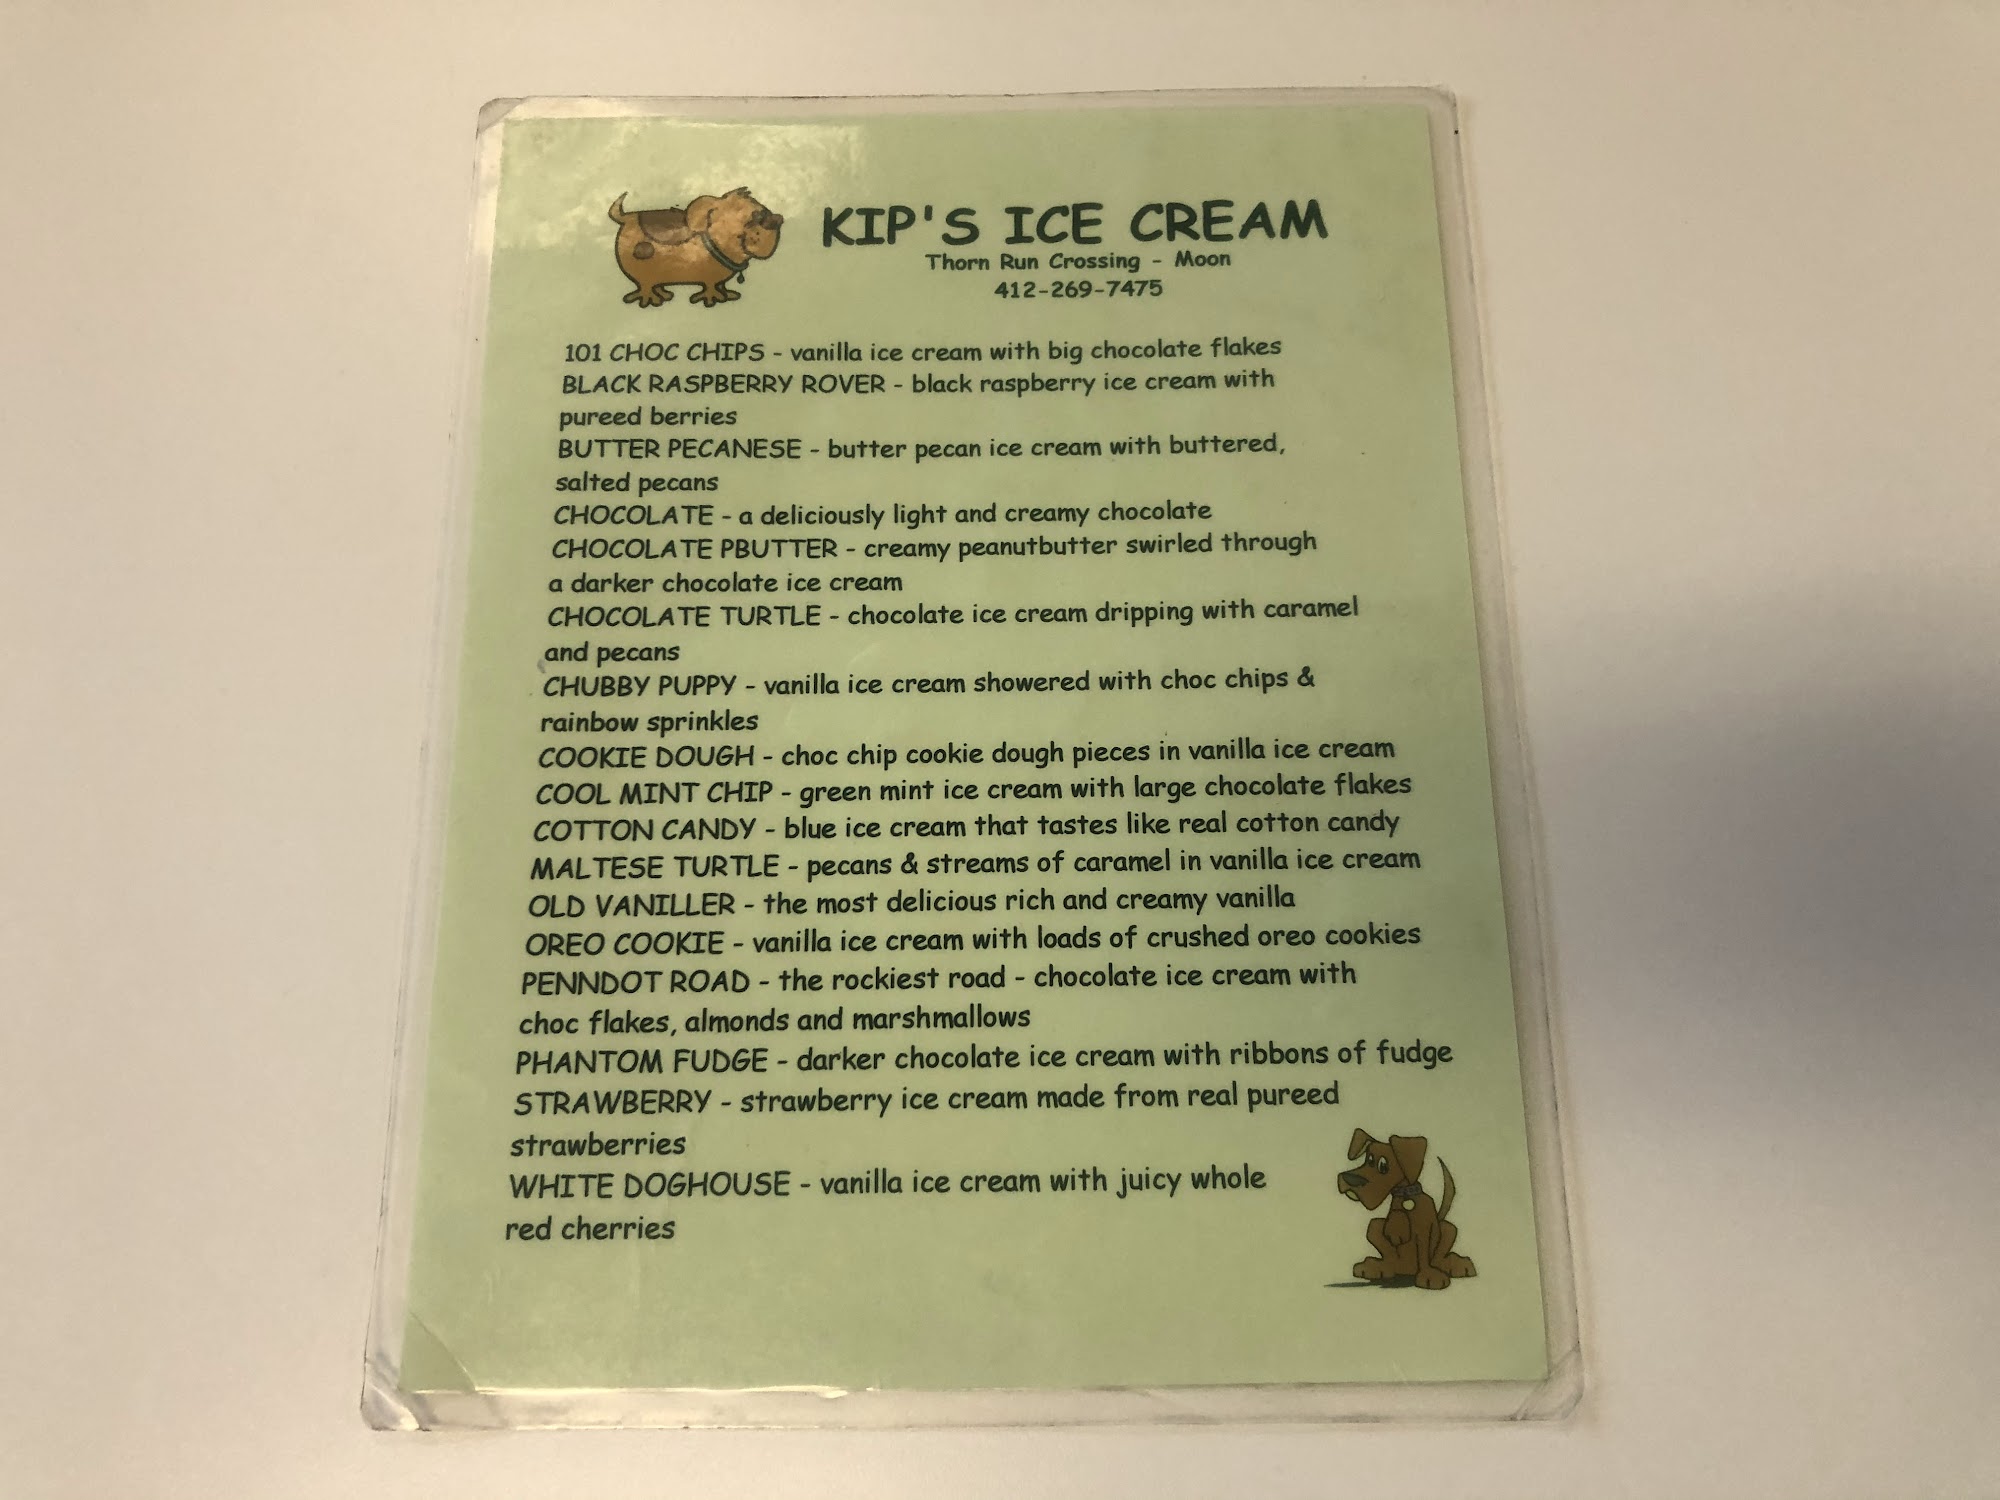 KIP'S ICE CREAM
Thorn Run Crossing - Moon
412-269-7475
101 CHOC CHIPS - vanilla ice cream with big chocolate flakes
BLACK RASPBERRY ROVER - black raspberry ice cream with
pureed berries
BUTTER PECANESE - butter pecan ice cream with buttered,
salted pecans
CHOCOLATE - a deliciously light and creamy chocolate
CHOCOLATE PBUTTER - creamy peanutbutter swirled through
a darker chocolate ice cream
CHOCOLATE TURTLE - chocolate ice cream dripping with caramel
and pecans
CHUBBY PUPPY - vanilla ice cream showered with choc chips &
rainbow sprinkles
COOKIE DOUGH - choc chip cookie dough pieces in vanilla ice cream
COOL MINT CHIP - green mint ice cream with large chocolate flakes
COTTON CANDY - blue ice cream that tastes like real cotton candy
MALTESE TURTLE - pecans & streams of caramel in vanilla ice cream
OLD VANILLER - the most delicious rich and creamy vanilla
OREO COOKIE - vanilla ice cream with loads of crushed oreo cookies
PENNDOT ROAD - the rockiest road - chocolate ice cream with
choc flakes, almonds and marshmallows
PHANTOM FUDGE - darker chocolate ice cream with ribbons of fudge
STRAWBERRY - strawberry ice cream made from real pureed
strawberries
WHITE DOGHOUSE - vanilla ice cream with juicy whole
red cherries